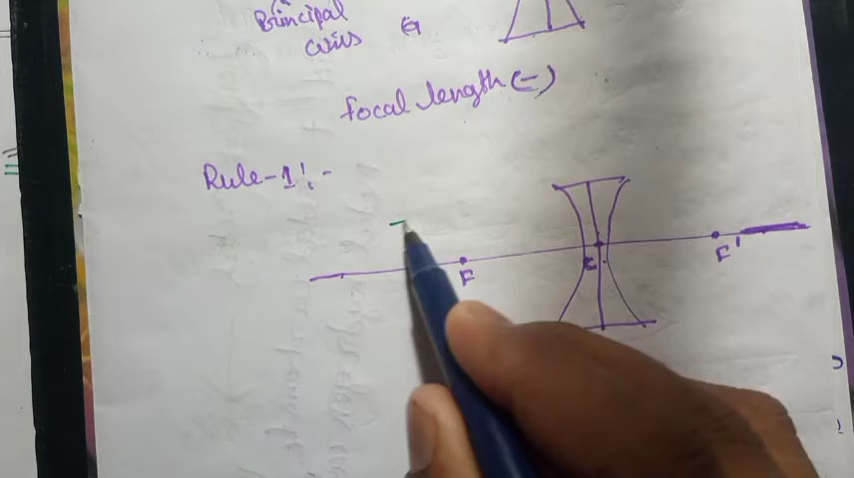 Principal
axis
focal length (-)
Rule-1:-
F
C
F'